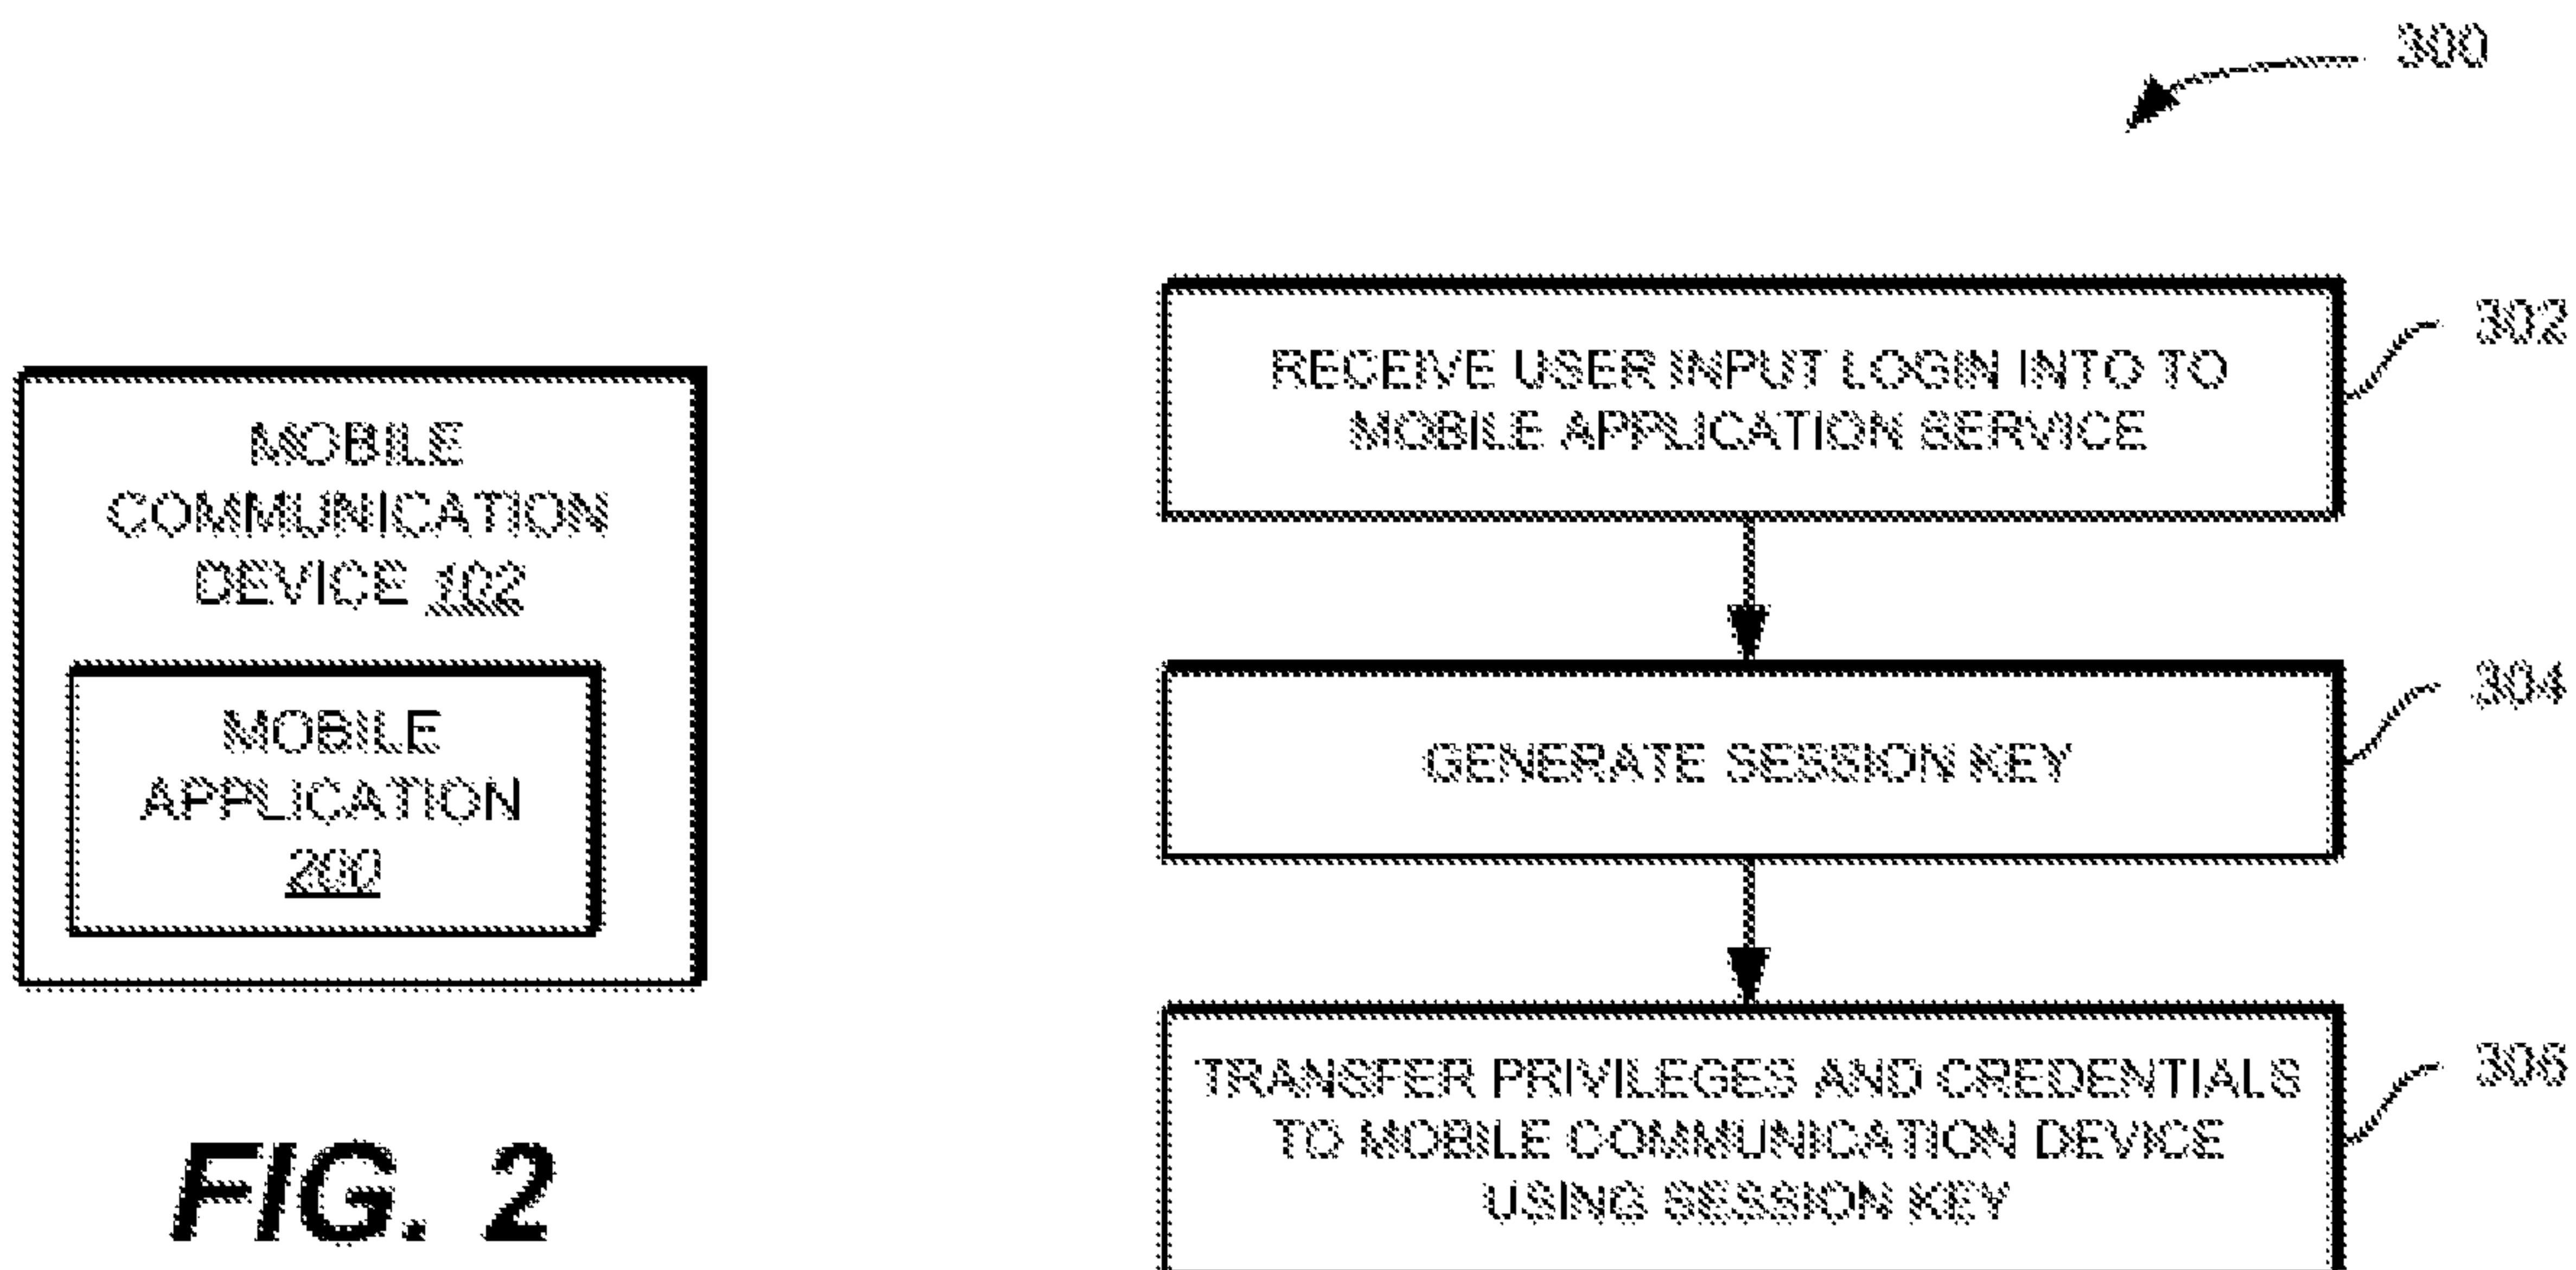 MOBILE
COMMUNICATION
DEVICE 102
MOBILE
APPLICATION
200
FIG. 2
300
RECEIVE USER INPUT LOGIN INTO TO
MOBILE APPLICATION SERVICE
302
GENERATE SESSION KEY
304
TRANSFER PRIVILEGES AND CREDENTIALS
TO MOBILE COMMUNICATION DEVICE
USING SESSION KEY
306